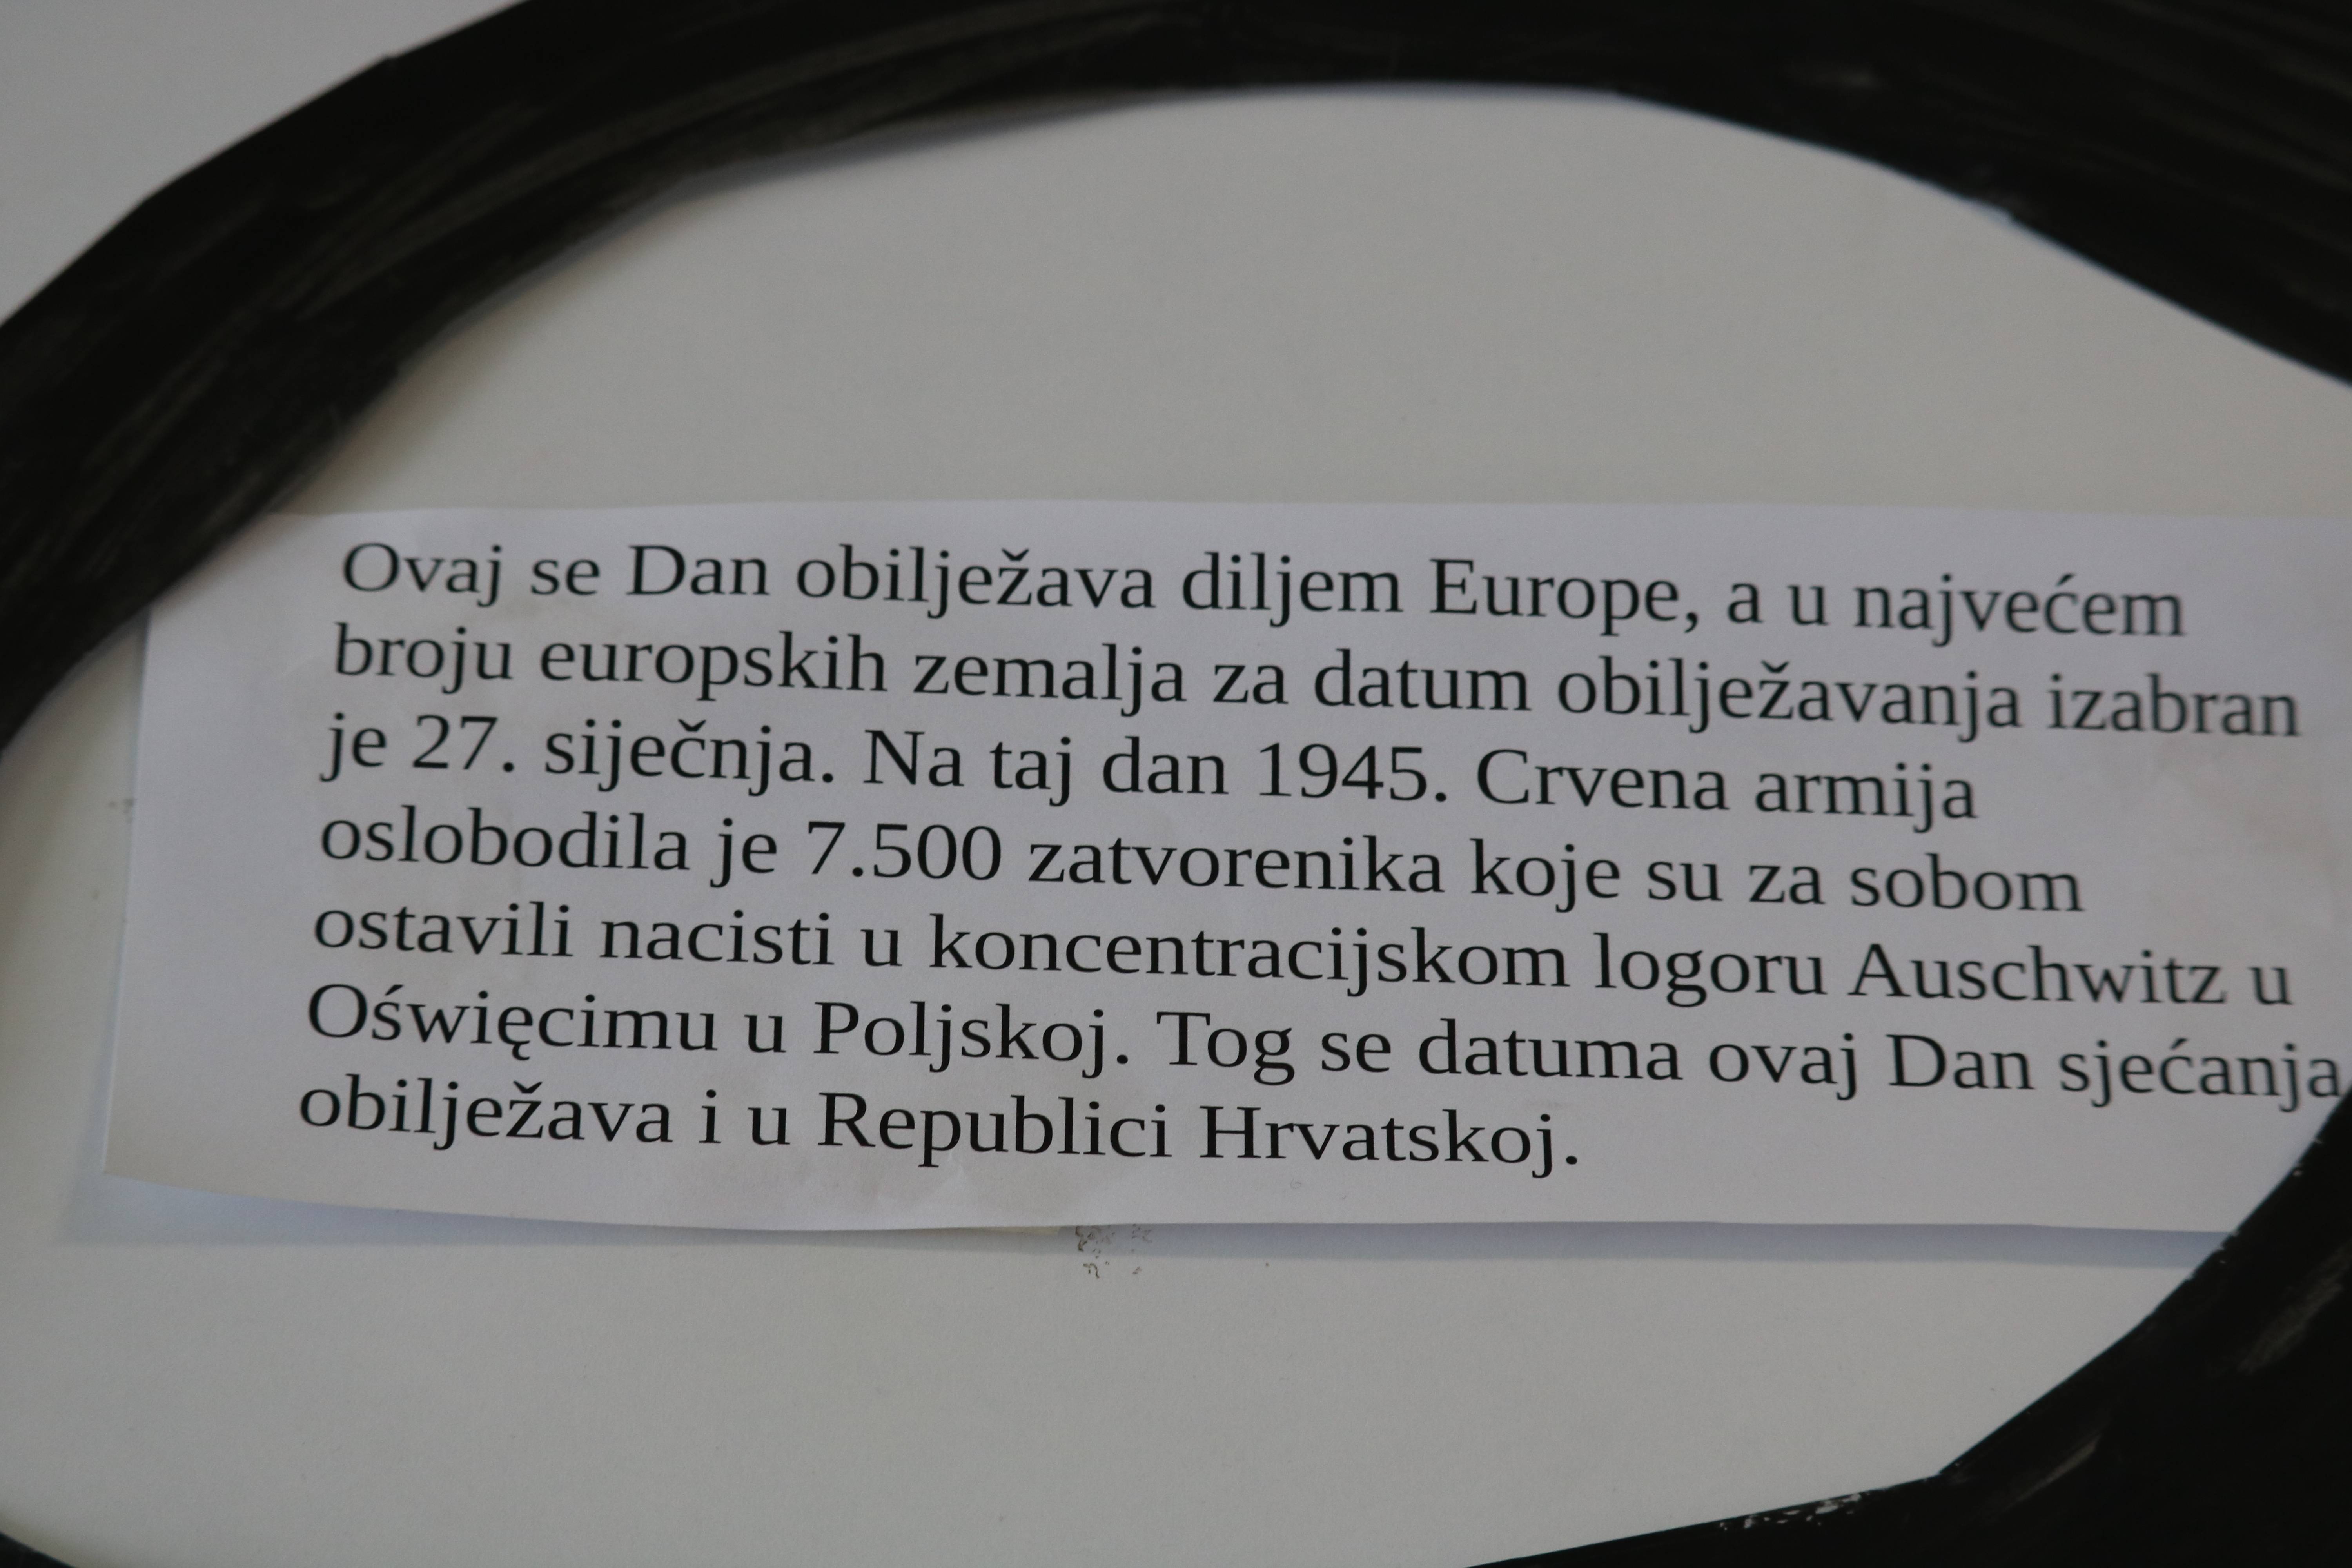 Ovaj se Dan obilježava diljem Europe, a u najvećem
broju europskih zemalja za datum obilježavanja izabran
je 27. siječnja. Na taj dan 1945. Crvena armija
oslobodila je 7.500 zatvorenika koje su za sobom
ostavili nacisti u koncentracijskom logoru Auschwitz u
Oświęcimu u Poljskoj. Tog se datuma ovaj Dan sjećanja
obilježava i u Republici Hrvatskoj.